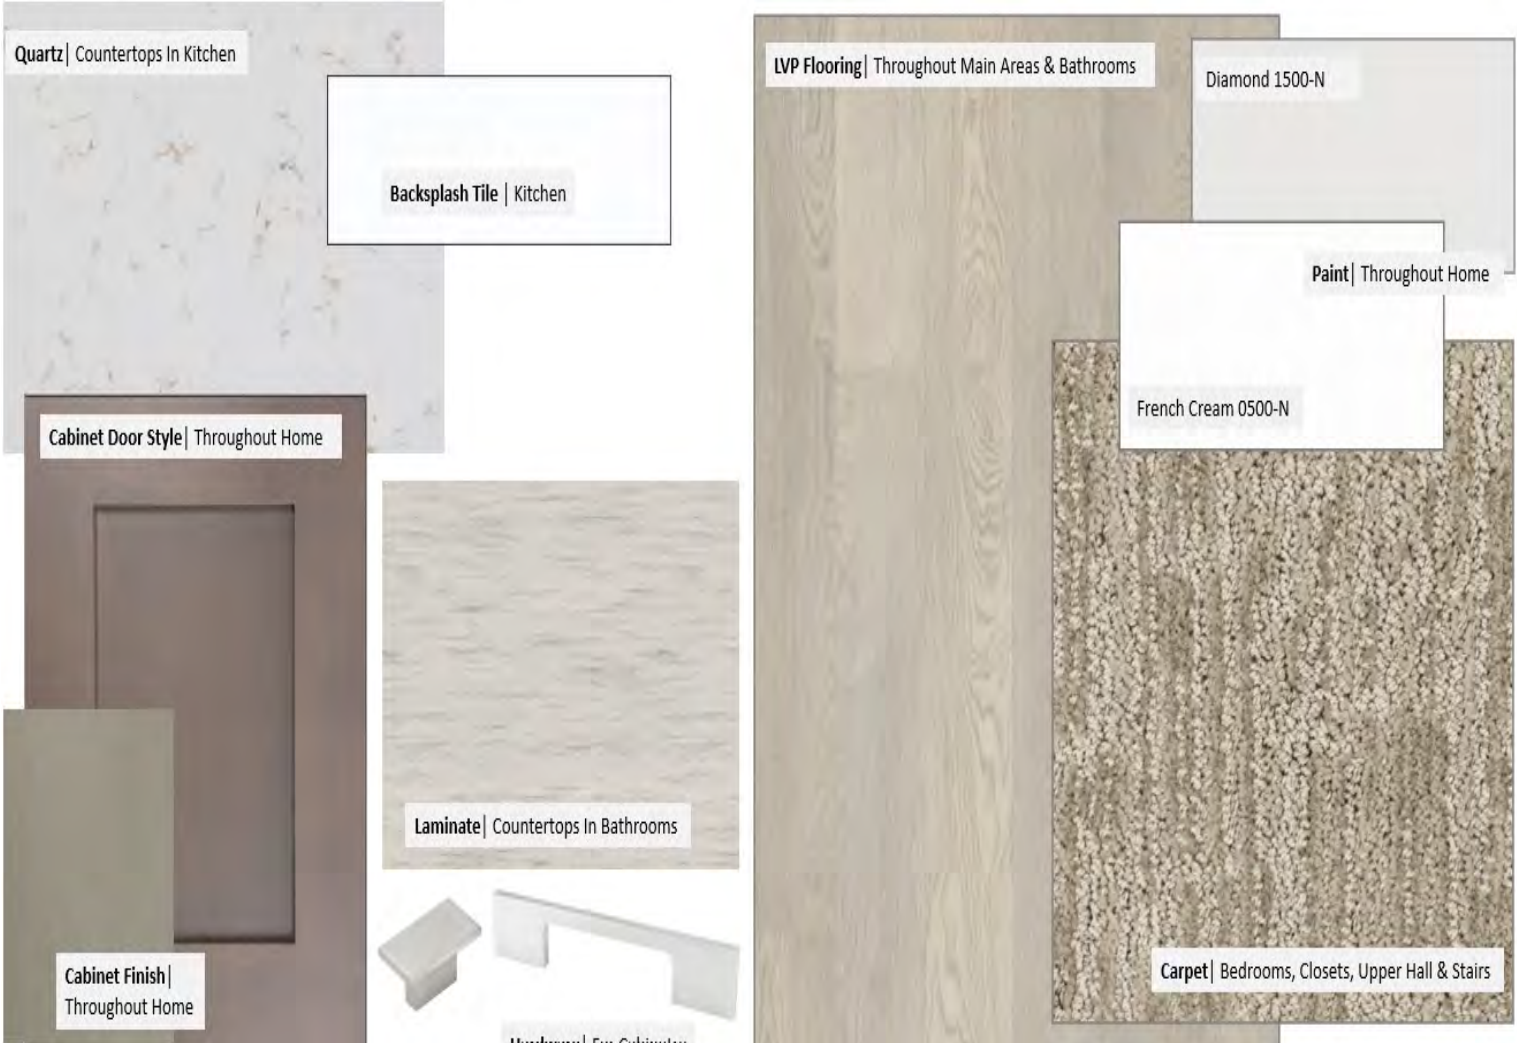 Quartz| Countertops In Kitchen
Backsplash Tile | Kitchen
Cabinet Door Style| Throughout Home
Laminate| Countertops In Bathrooms
Cabinet Finish|
Throughout Home
LVP Flooring| Throughout Main Areas & Bathrooms
Diamond 1500-N
Paint| Throughout Home
French Cream 0500-N
Carpet| Bedrooms, Closets, Upper Hall & Stairs